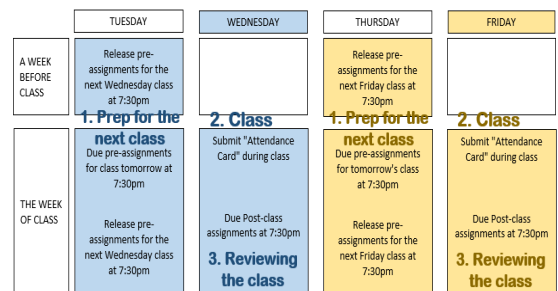 TUESDAY
WEDNESDAY
THURSDAY
FRIDAY
A WEEK
BEFORE
CLASS
Release pre-
assignments for the
next Wednesday class
at 7:30pm
Release pre-
assignments for the
next Friday class
at 7:30pm
1. Prep for the
next class
2. Class
1. Prep for the
next class
2. Class
THE WEEK
OF CLASS
Due pre-assignments
for class tomorrow at
7:30pm
Release pre-
assignments for the
next Wednesday class
at 7:30pm
Submit "Attendance
Card" during class
Due Post-class
assignments at 7:30pm
3. Reviewing
the class
Due pre-assignments
for tomorrow's class
at 7:30pm
Release pre-
assignments for the
next Friday class
at 7:30pm
Submit "Attendance
Card" during class
Due Post-class
assignments at 7:30pm
3. Reviewing
the class